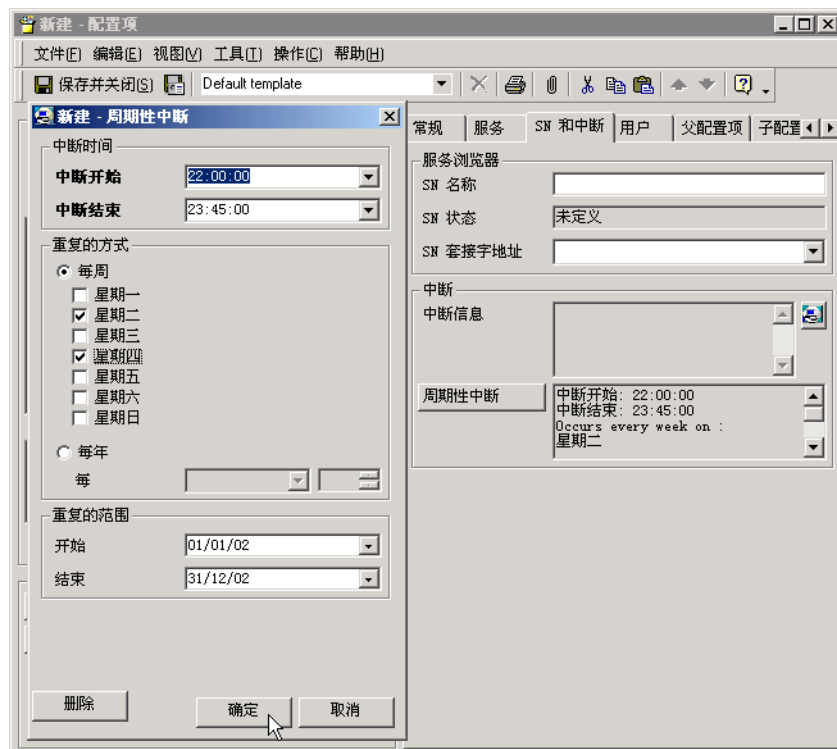 新建 - 配置项
文件(F) 编辑(E) 视图(V) 工具(T) 操作(C) 帮助(H)
保存并关闭(S) Default template
新建 - 周期性中断
中断时间
中断开始 22:00:00
中断结束 23:45:00
重复的方式
每周
星期一
星期二
星期三
星期四
星期五
星期六
星期日
每年
每
重复的范围
开始 01/01/02
结束 31/12/02
删除 确定 取消
常规 服务 SN 和中断 用户 父配置项 子配置
服务浏览器
SN 名称
SN 状态 未定义
SN 套接字地址
中断
中断信息
周期性中断
中断开始: 22:00:00
中断结束: 23:45:00
Occurs every week on :
星期二